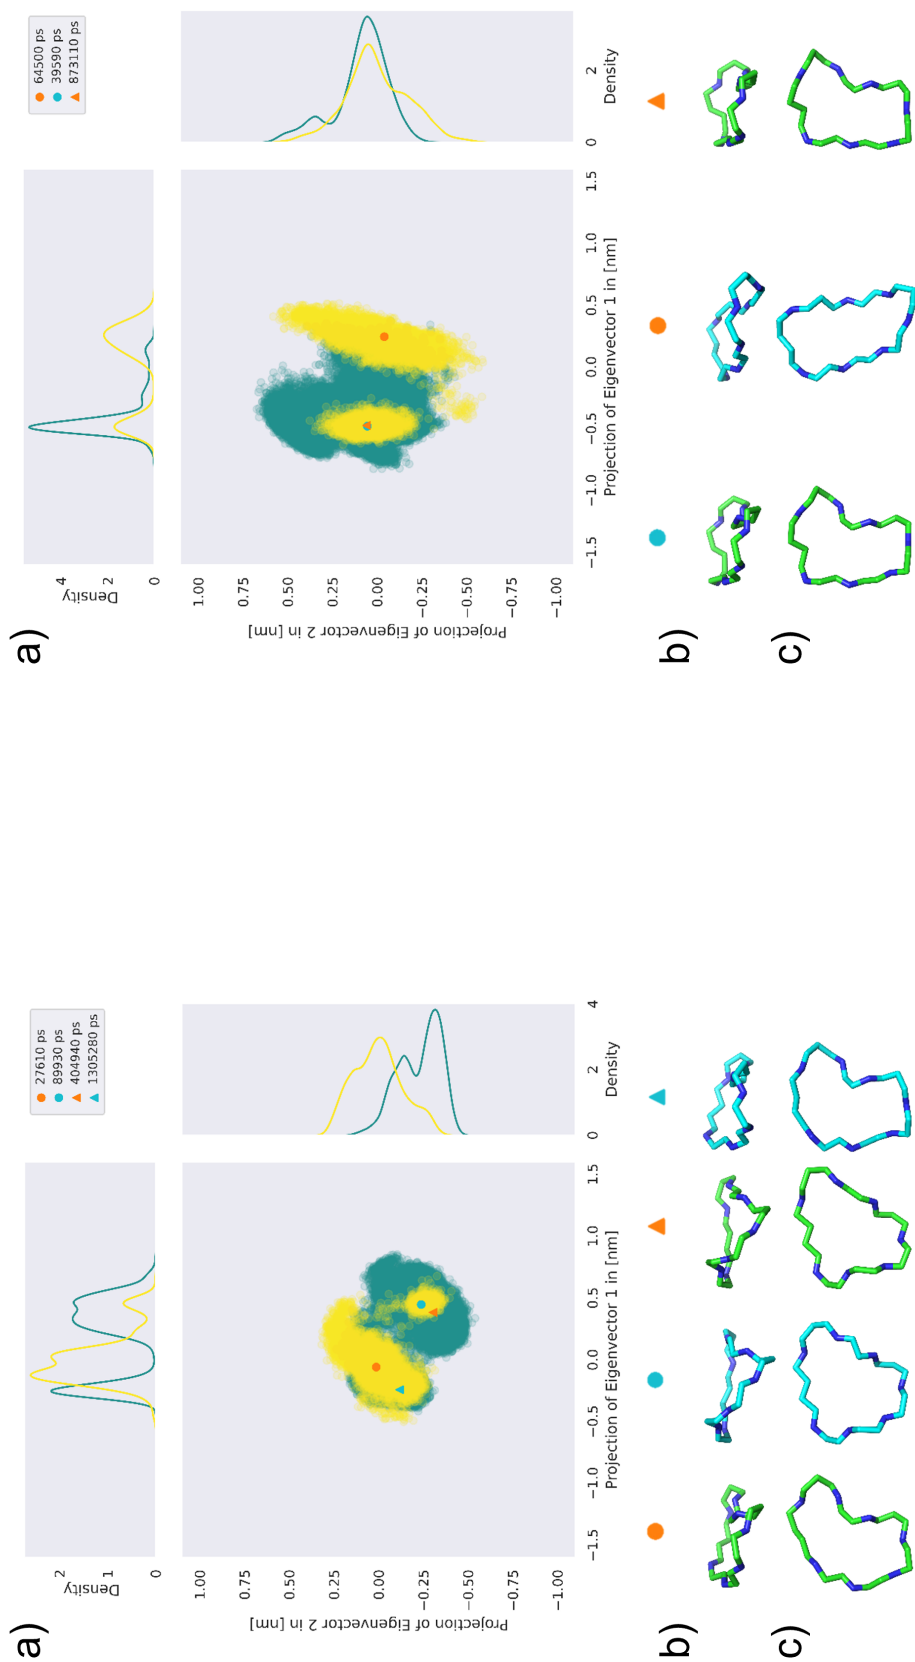 a)
27610 ps
89930 ps
404940 ps
1305280 ps
2
1
0
Density
1.00
0.75
0.50
0.25
0.00
−0.25
−0.50
−0.75
−1.00
Projection of Eigenvector 2 in [nm]
−1.5
−1.0
−0.5
0.0
0.5
1.0
1.5
Projection of Eigenvector 1 in [nm]
0
2
4
Density
b)
c)
a)
64500 ps
39590 ps
873110 ps
4
2
0
Density
1.00
0.75
0.50
0.25
0.00
−0.25
−0.50
−0.75
−1.00
Projection of Eigenvector 2 in [nm]
−1.5
−1.0
−0.5
0.0
0.5
1.0
1.5
Projection of Eigenvector 1 in [nm]
0
2
Density
b)
c)